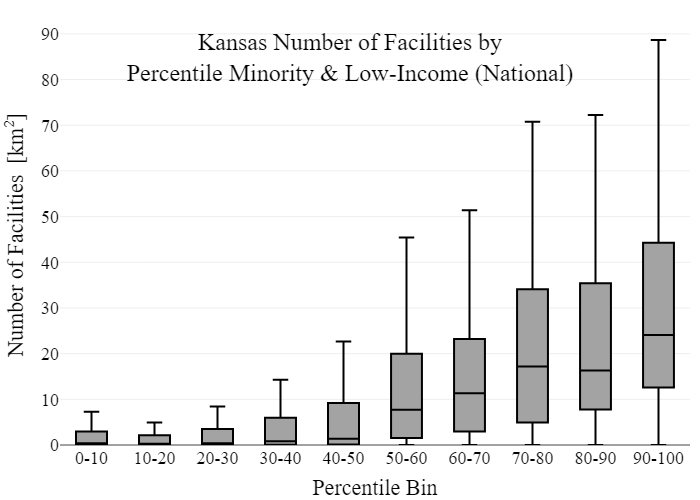 Kansas Number of Facilities by
Percentile Minority & Low-Income (National)
Number of Facilities [km²]
90
80
70
60
50
40
30
20
10
0
0-10 10-20 20-30 30-40 40-50 50-60 60-70 70-80 80-90 90-100
Percentile Bin